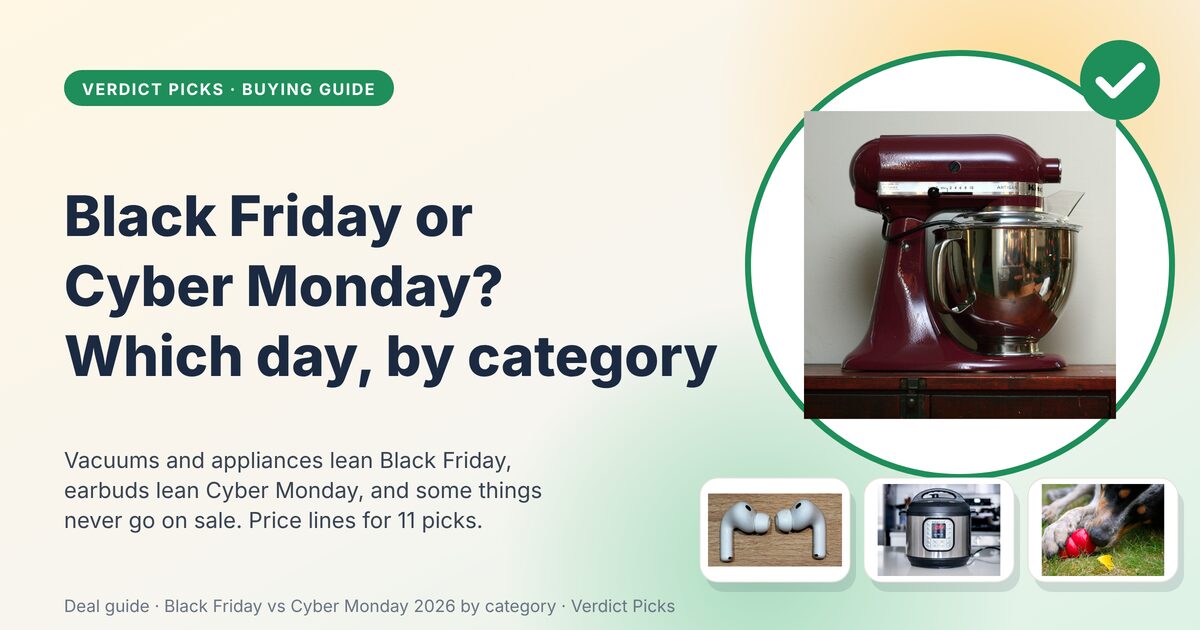 VERDICT PICKS · BUYING GUIDE
Black Friday or
Cyber Monday?
Which day, by category
Vacuums and appliances lean Black Friday,
earbuds lean Cyber Monday, and some things
never go on sale. Price lines for 11 picks.
Deal guide · Black Friday vs Cyber Monday 2026 by category · Verdict Picks
ARTISAN